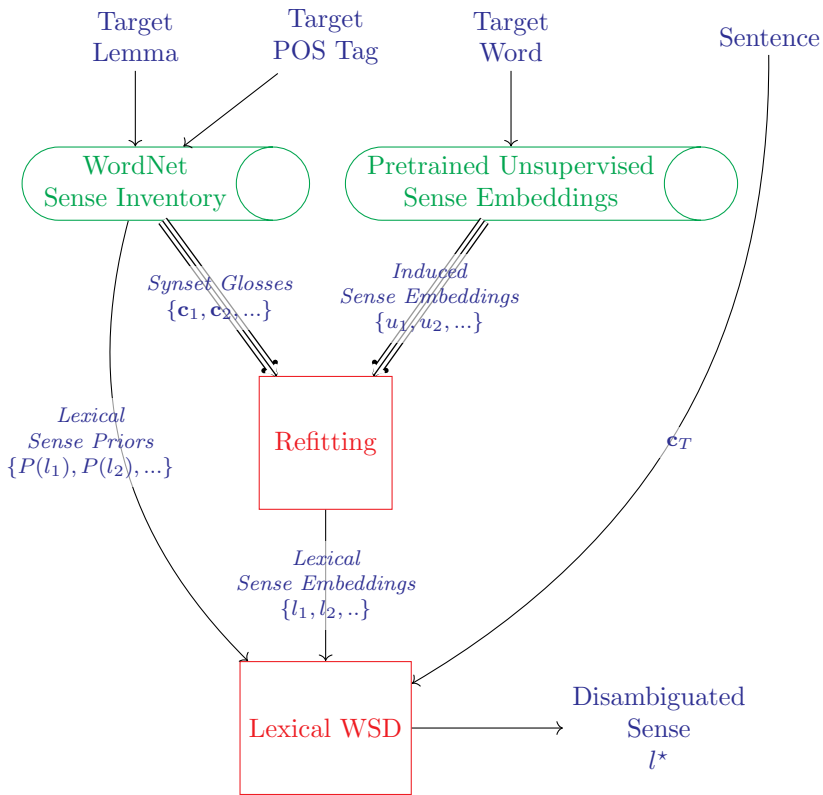 Target
Lemma
Target
POS Tag
Target
Word
Sentence
WordNet
Sense Inventory
Pretrained Unsupervised
Sense Embeddings
Synset Glosses
{c₁, c₂, ...}
Induced
Sense Embeddings
{u₁, u₂, ...}
Refitting
Lexical
Sense Priors
{P(l₁), P(l₂), ...}
c_T
Lexical
Sense Embeddings
{l₁, l₂, ..}
Lexical WSD
Disambiguated
Sense
l⋆